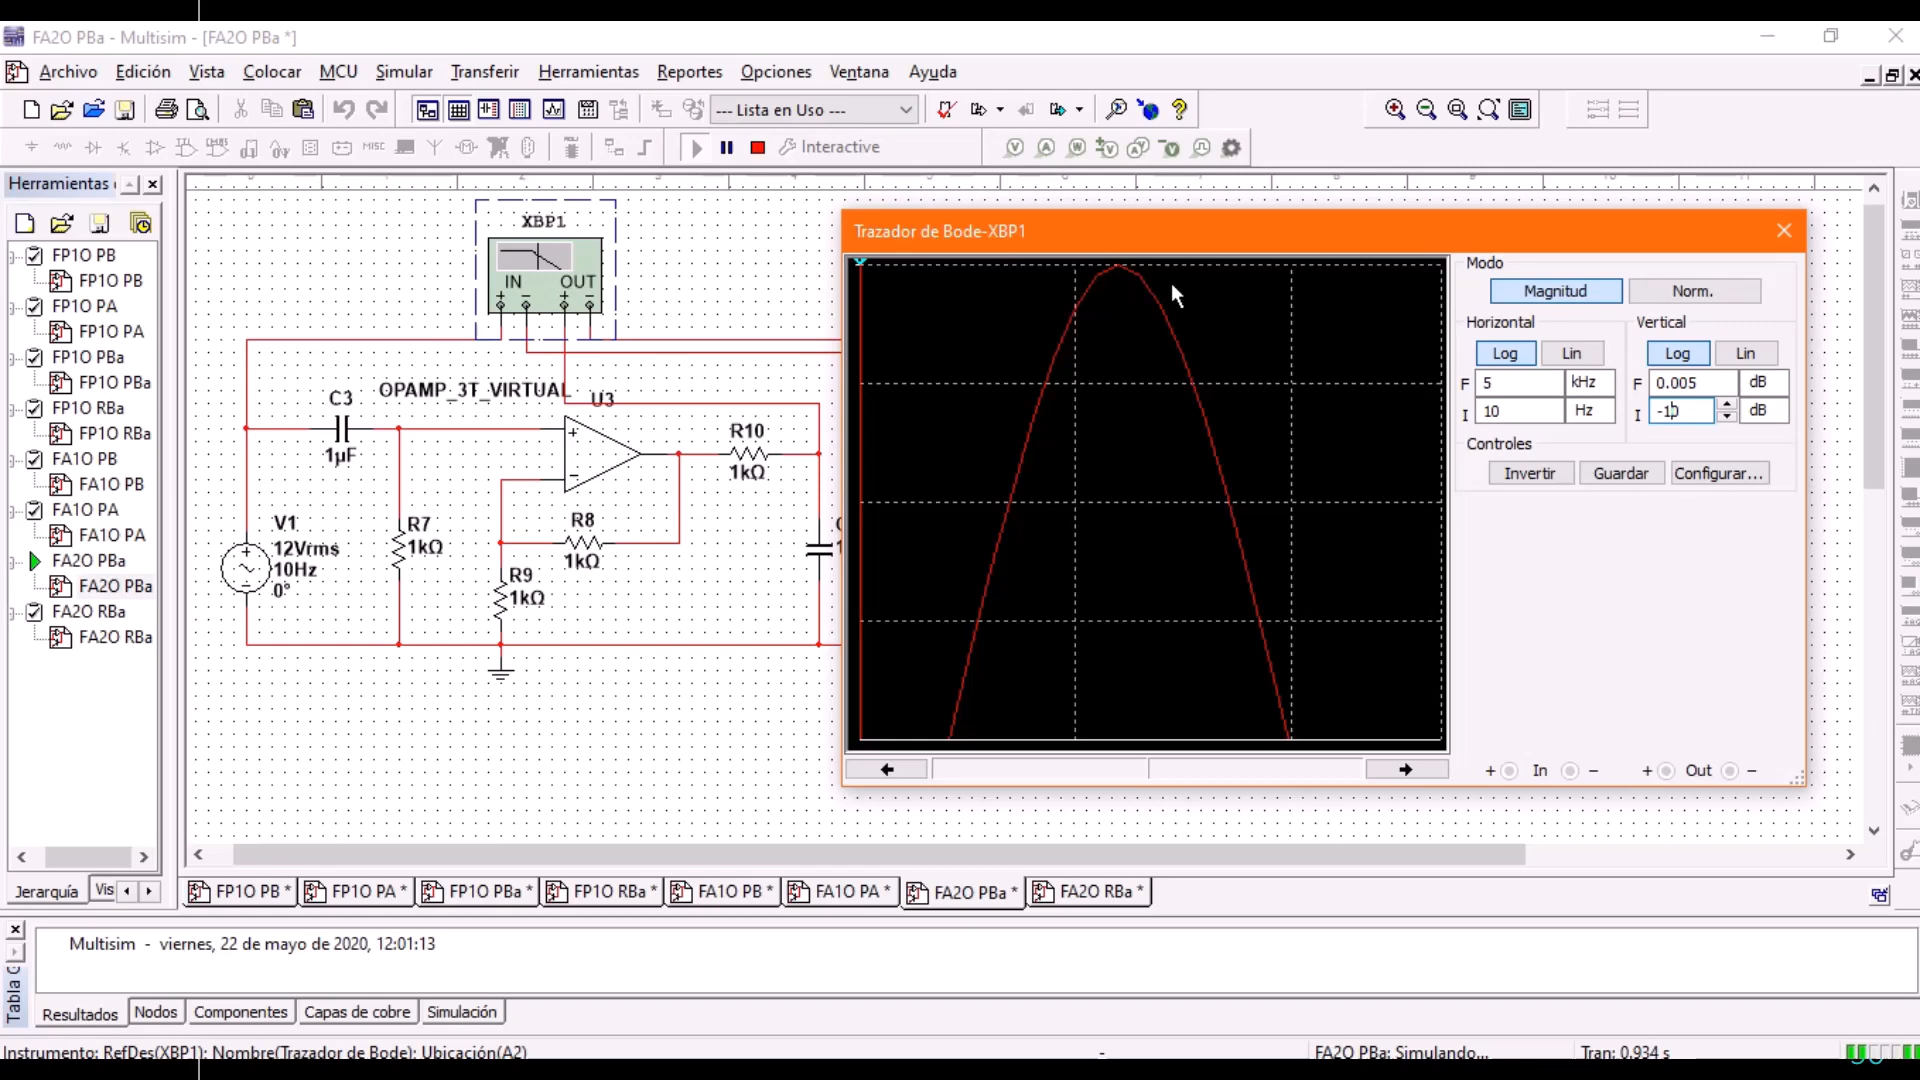 FA2O PBa - Multisim - [FA2O PBa *]
Archivo Edición Vista Colocar MCU Simular Transferir Herramientas Reportes Opciones Ventana Ayuda
--- Lista en Uso ---
MISC Interactive
Herramientas
FP1O PB
FP1O PB
FP1O PA
FP1O PA
FP1O PBa
FP1O PBa
FP1O RBa
FP1O RBa
FA1O PB
FA1O PB
FA1O PA
FA1O PA
FA2O PBa
FA2O PBa
FA2O RBa
FA2O RBa
Jerarquía Vis
XBP1
IN OUT
OPAMP_3T_VIRTUAL
U3
C3
1µF
R10
1kΩ
R8
1kΩ
R7
1kΩ
R9
1kΩ
V1
12Vrms
10Hz
0°
Trazador de Bode-XBP1
Modo
Magnitud Norm.
Horizontal Vertical
Log Lin Log Lin
F 5 kHz F 0.005 dB
I 10 Hz I -10 dB
Controles
Invertir Guardar Configurar...
+ In − + Out −
FP1O PB * FP1O PA * FP1O PBa * FP1O RBa * FA1O PB * FA1O PA * FA2O PBa * FA2O RBa *
Multisim - viernes, 22 de mayo de 2020, 12:01:13
Tabla
Resultados Nodos Componentes Capas de cobre Simulación
Instrumento: RefDes(XBP1): Nombre(Trazador de Bode): Ubicación(A2) - FA2O PBa: Simulando... Tran: 0.934 s